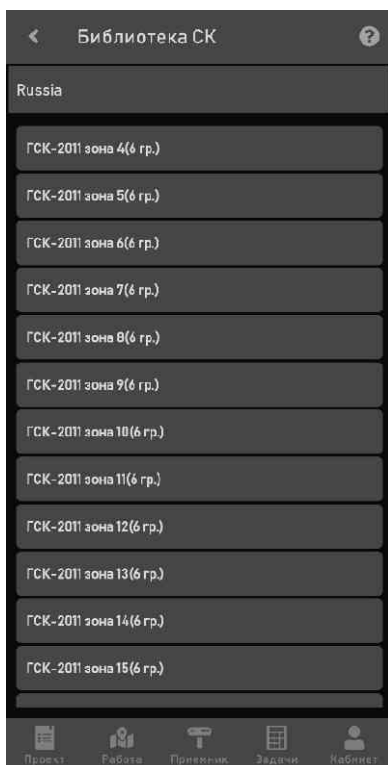 Библиотека СК
Russia
ГСК-2011 зона 4(6 гр.)
ГСК-2011 зона 5(6 гр.)
ГСК-2011 зона 6(6 гр.)
ГСК-2011 зона 7(6 гр.)
ГСК-2011 зона 8(6 гр.)
ГСК-2011 зона 9(6 гр.)
ГСК-2011 зона 10(6 гр.)
ГСК-2011 зона 11(6 гр.)
ГСК-2011 зона 12(6 гр.)
ГСК-2011 зона 13(6 гр.)
ГСК-2011 зона 14(6 гр.)
ГСК-2011 зона 15(6 гр.)
Проект Работа Приемник Задачи Кабинет